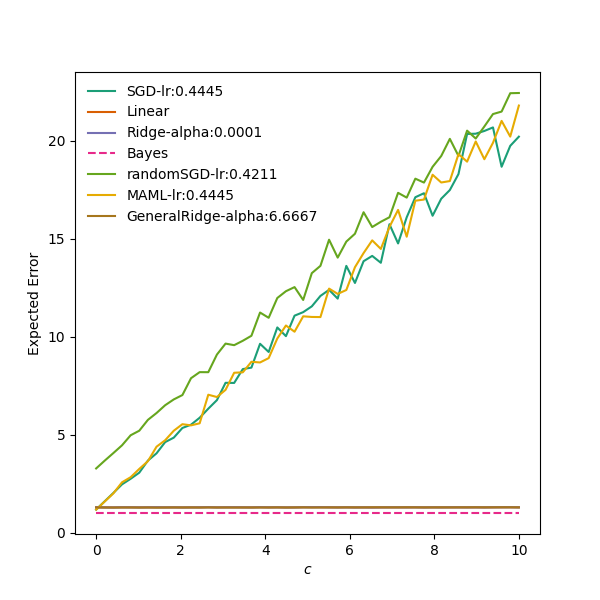 SGD-lr:0.4445
Linear
Ridge-alpha:0.0001
Bayes
randomSGD-lr:0.4211
MAML-lr:0.4445
GeneralRidge-alpha:6.6667
Expected Error
20
15
10
5
0
0 2 4 6 8 10
c